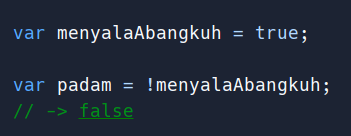 var menyalaAbangkuh = true;
var padam = !menyalaAbangkuh;
// -> false